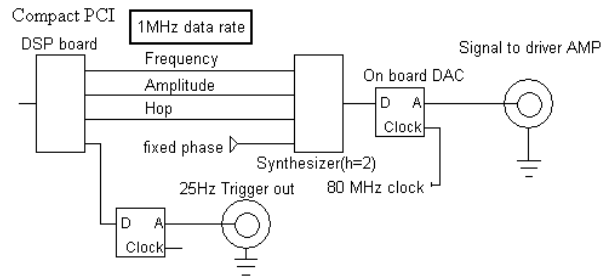 Compact PCI
1MHz data rate
DSP board
Signal to driver AMP
Frequency
On board DAC
Amplitude
D A
Hop
Clock
fixed phase
Synthesizer(h=2)
25Hz Trigger out
80 MHz clock
D A
Clock